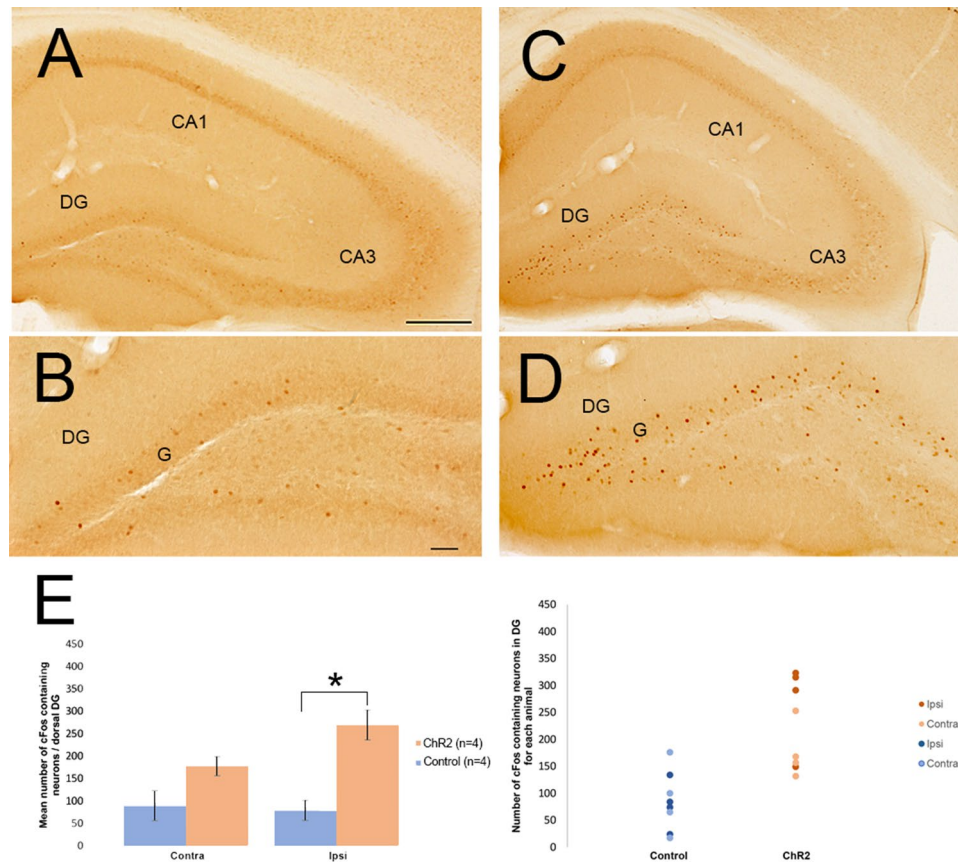 A
CA1
DG
CA3
C
CA1
DG
CA3
B
DG
G
D
DG
G
E
Mean number of cFos containing
neurons / dorsal DG
450
400
350
300
250
200
150
100
50
0
*
Contra
Ipsi
ChR2 (n=4)
Control (n=4)
Number of cFos containing neurons in DG
for each animal
450
400
350
300
250
200
150
100
50
0
Control
ChR2
Ipsi
Contra
Ipsi
Contra